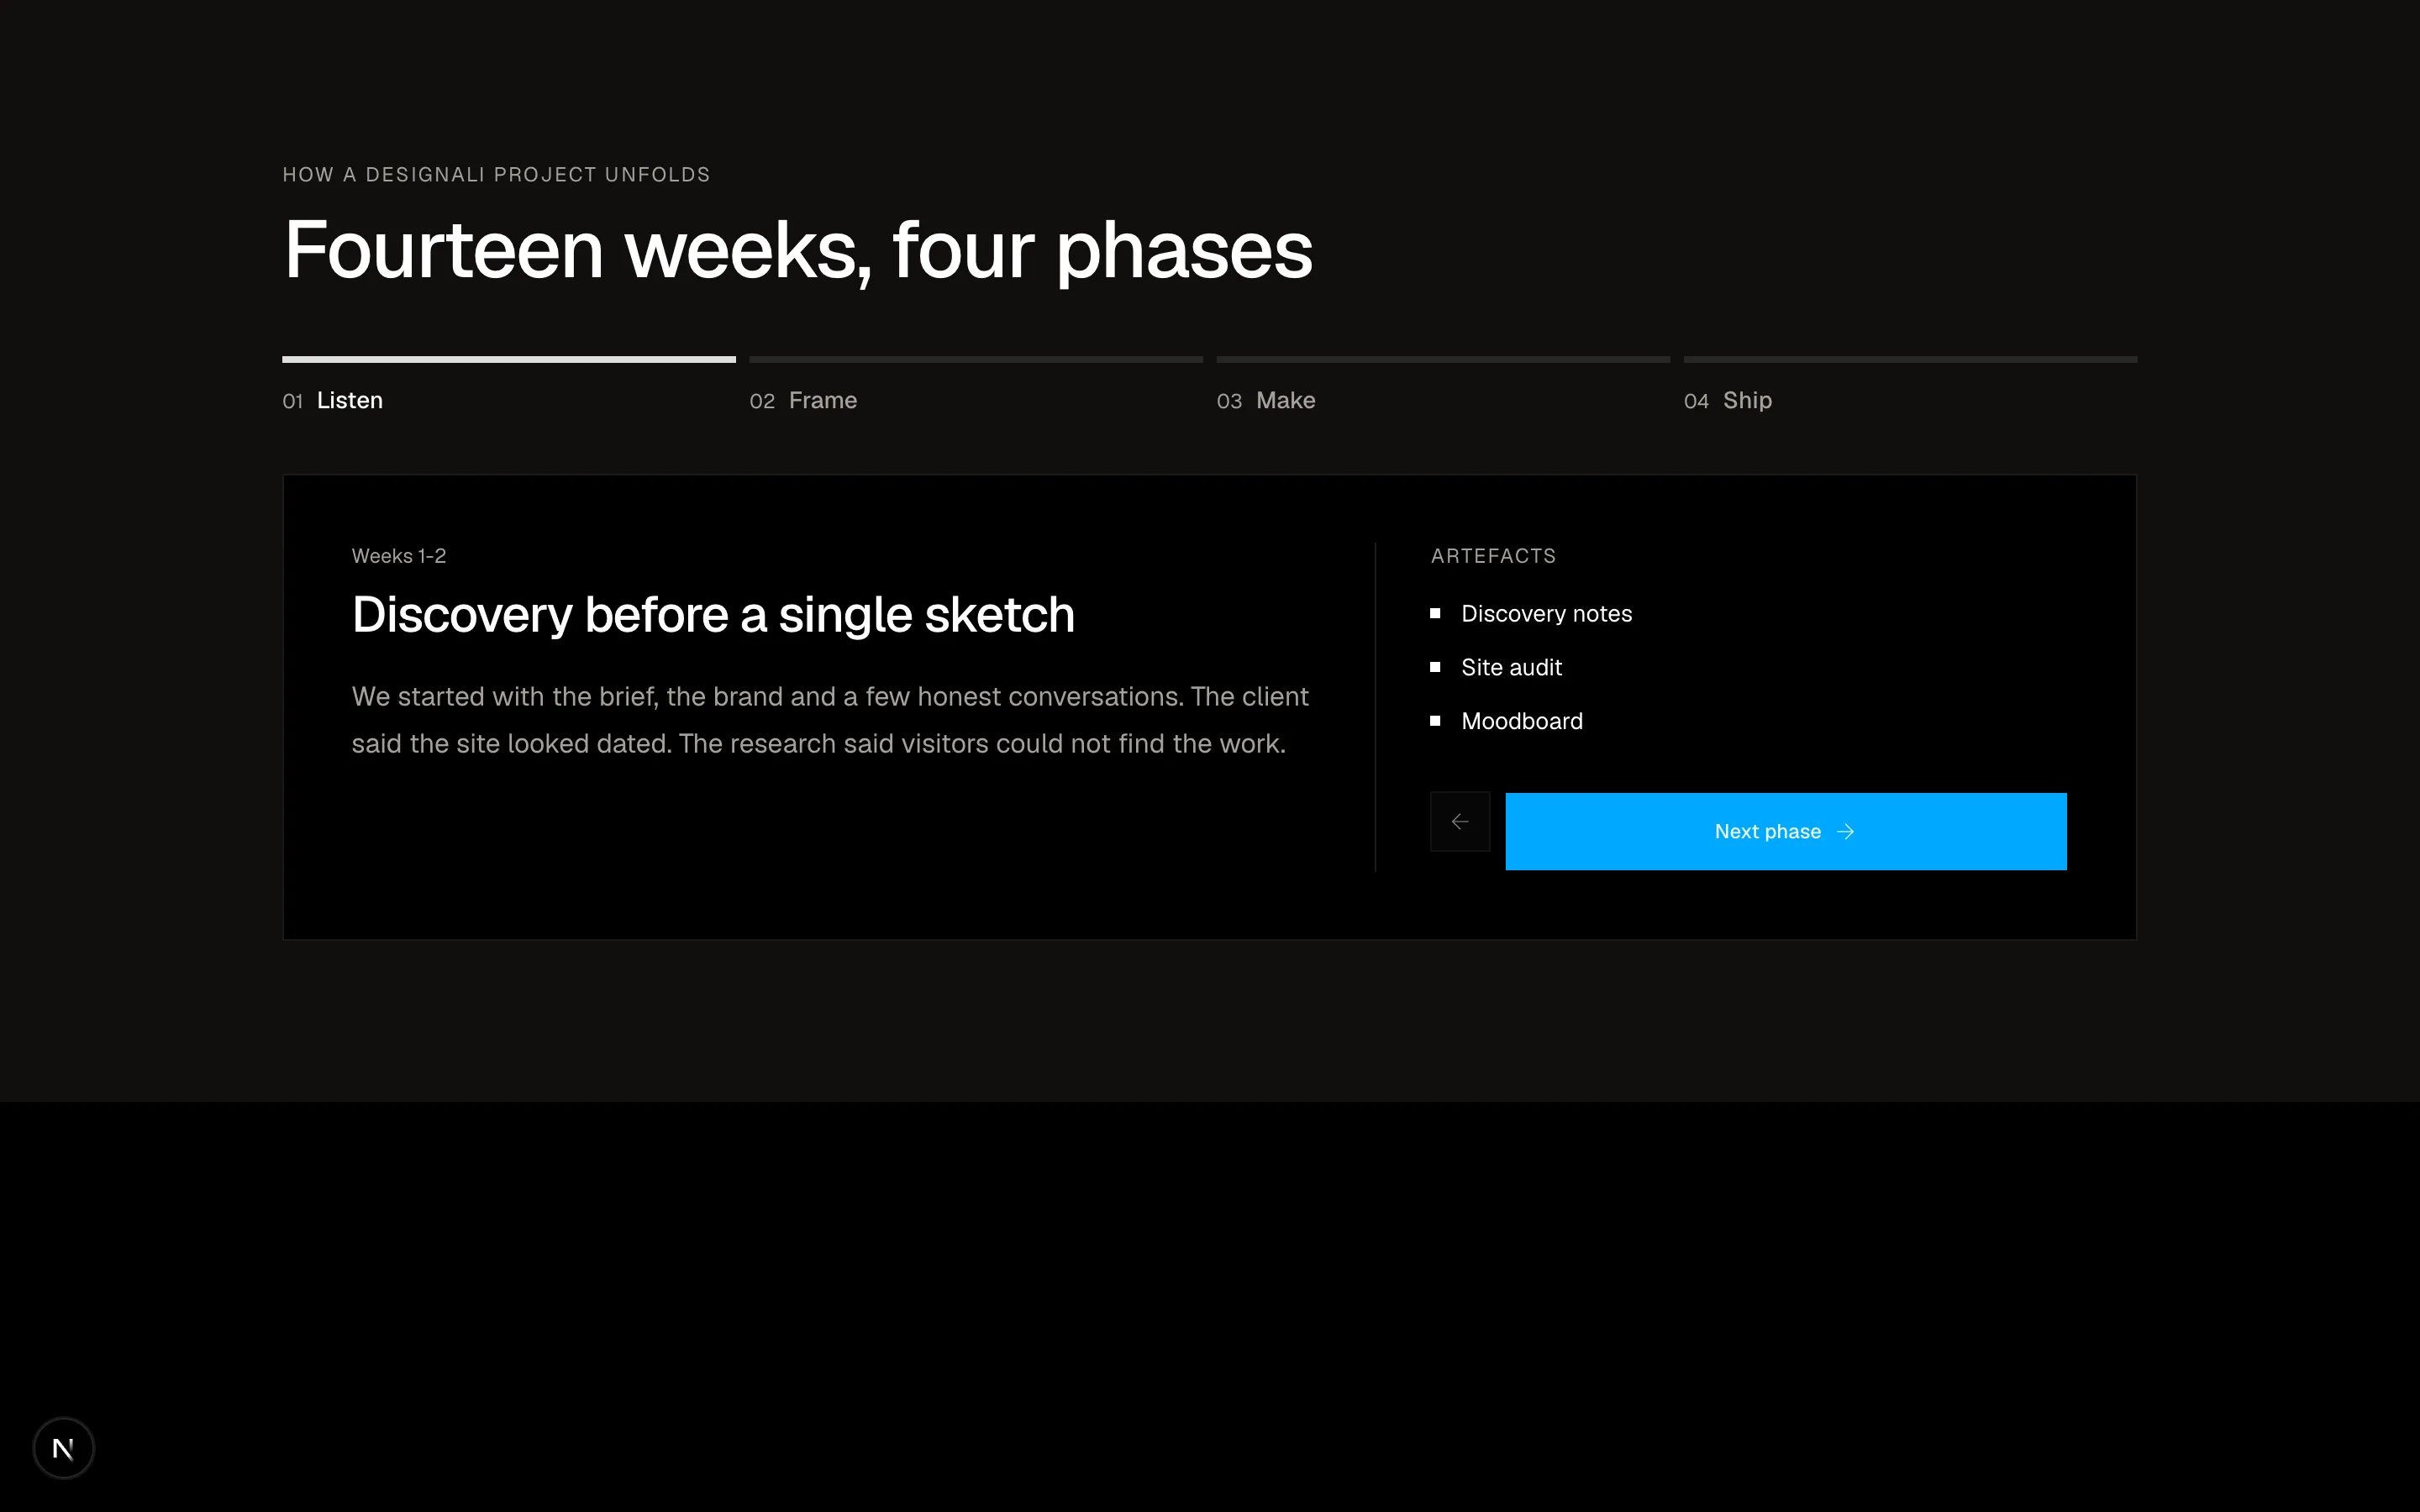 HOW A DESIGNALI PROJECT UNFOLDS
Fourteen weeks, four phases
01 Listen
02 Frame
03 Make
04 Ship
Weeks 1-2
Discovery before a single sketch
We started with the brief, the brand and a few honest conversations. The client
said the site looked dated. The research said visitors could not find the work.
ARTEFACTS
Discovery notes
Site audit
Moodboard
Next phase
N